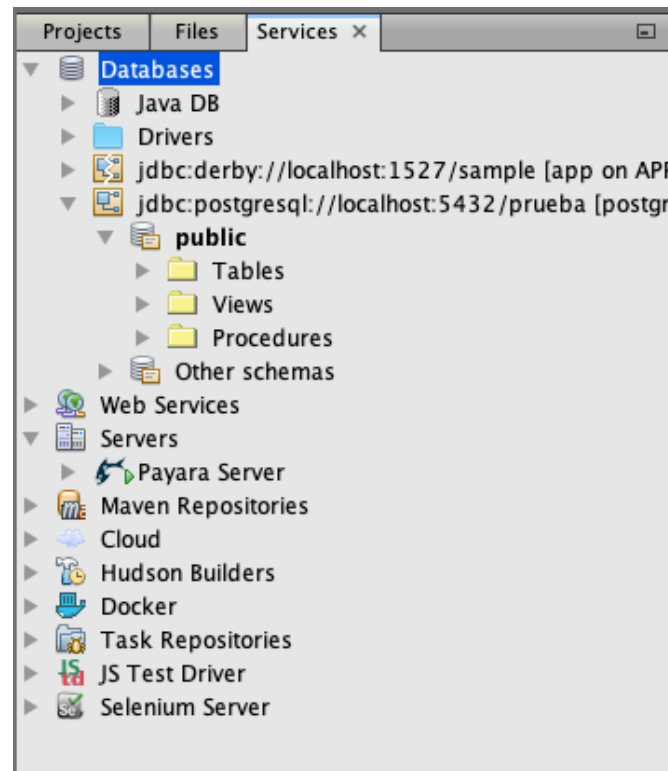 Projects Files Services ×
Databases
Java DB
Drivers
jdbc:derby://localhost:1527/sample [app on
jdbc:postgresql://localhost:5432/prueba
public
Tables
Views
Procedures
Other schemas
Web Services
Servers
Payara Server
Maven Repositories
Cloud
Hudson Builders
Docker
Task Repositories
JS Test Driver
Selenium Server